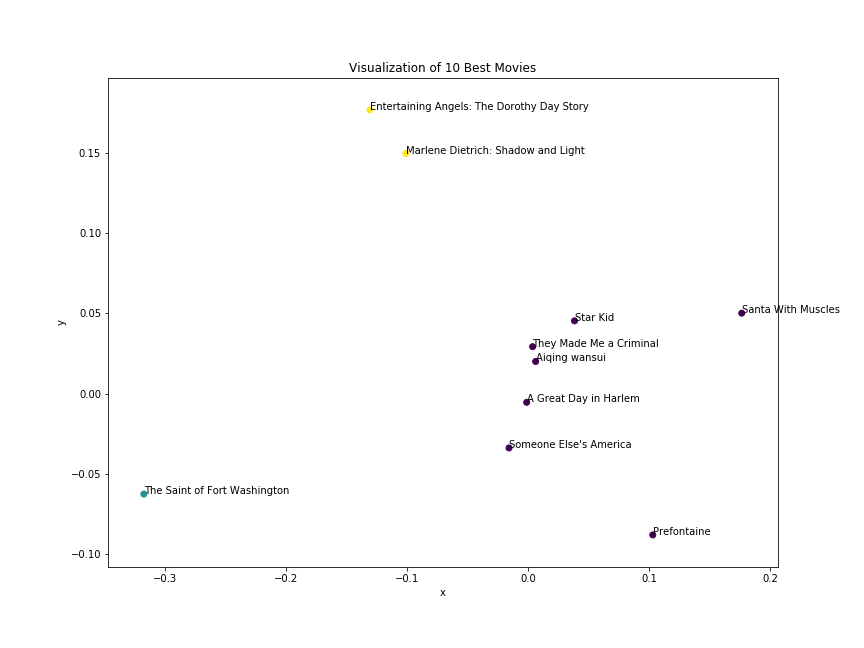 Visualization of 10 Best Movies
Entertaining Angels: The Dorothy Day Story
Marlene Dietrich: Shadow and Light
0.15
0.10
0.05
Santa With Muscles
Star Kid
y
They Made Me a Criminal
Aiqing wansui
0.00
A Great Day in Harlem
Someone Else's America
−0.05
The Saint of Fort Washington
Prefontaine
−0.10
−0.3 −0.2 −0.1 0.0 0.1 0.2
x